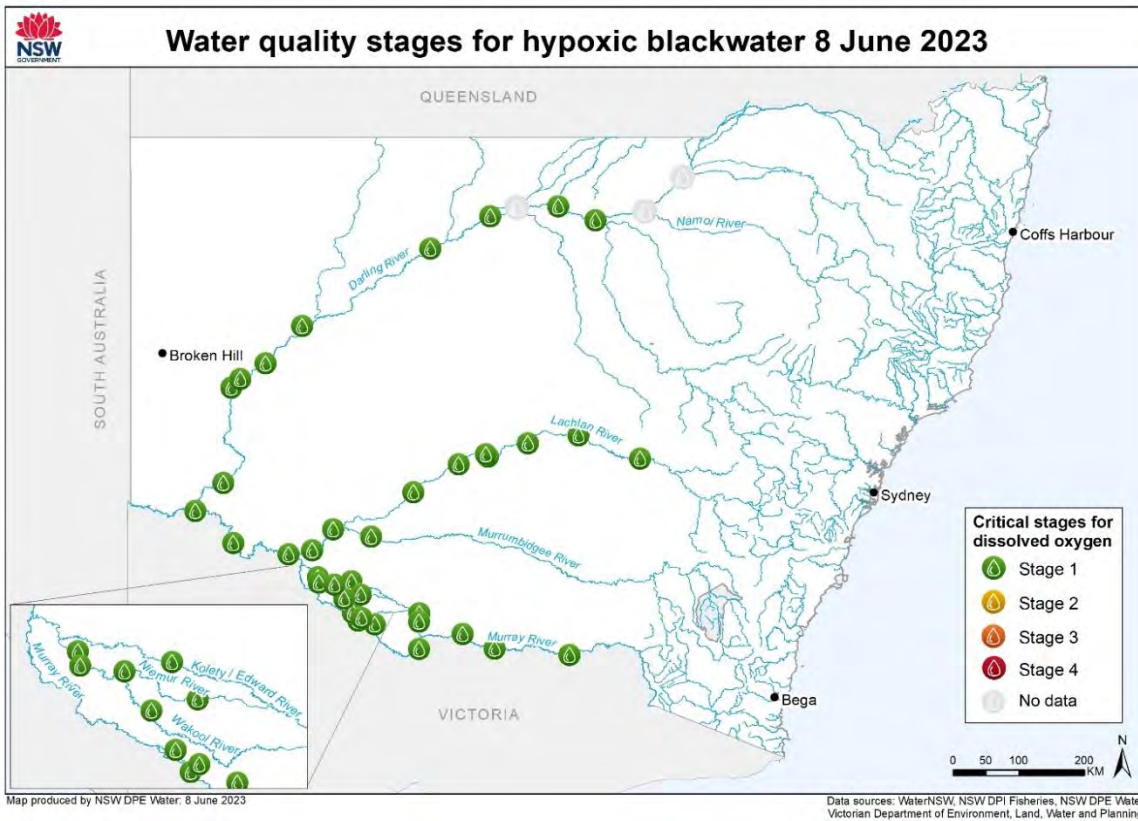 NSW
GOVERNMENT
Water quality stages for hypoxic blackwater 8 June 2023
QUEENSLAND
SOUTH AUSTRALIA
Darling River
Namoi River
Coffs Harbour
Broken Hill
Lachlan River
Sydney
Murrumbidgee River
Murray River
VICTORIA
Bega
Murray River
Kolety / Edward River
Niemur River
Wakool River
Critical stages for
dissolved oxygen
Stage 1
Stage 2
Stage 3
Stage 4
No data
N
0 50 100 200
KM
Map produced by NSW DPE Water: 8 June 2023
Data sources: WaterNSW, NSW DPI Fisheries, NSW DPE Wate
Victorian Department of Environment, Land, Water and Planning